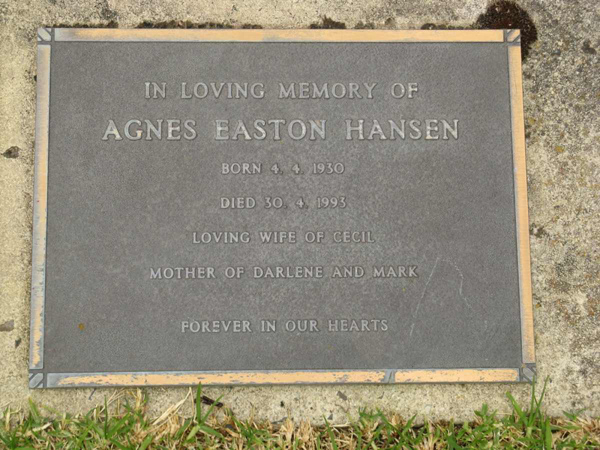 IN LOVING MEMORY OF
AGNES EASTON HANSEN
BORN 4. 4. 1930
DIED 30. 4. 1993
LOVING WIFE OF CECIL
MOTHER OF DARLENE AND MARK
FOREVER IN OUR HEARTS